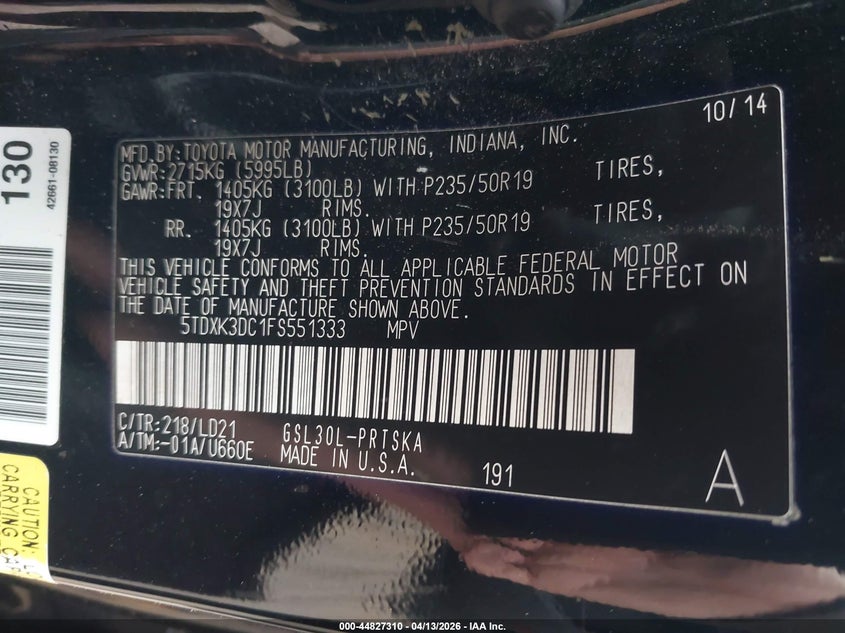 130
42661-08130
10/14
MFD.BY:TOYOTA MOTOR MANUFACTURING, INDIANA, INC.
GVWR:2715KG (5995LB)
GAWR:FRT. 1405KG (3100LB) WITH P235/50R19 TIRES,
19X7J RIMS.
RR. 1405KG (3100LB) WITH P235/50R19 TIRES,
19X7J RIMS.
THIS VEHICLE CONFORMS TO ALL APPLICABLE FEDERAL MOTOR
VEHICLE SAFETY AND THEFT PREVENTION STANDARDS IN EFFECT ON
THE DATE OF MANUFACTURE SHOWN ABOVE.
5TDXK3DC1FS551333 MPV
C/TR:218/LD21 GSL30L-PRTSKA
A/TM:-01A/U660E MADE IN U.S.A.
191
A
CAUTION:
CARRYING
000-44827310 - 04/13/2026 - IAA Inc.